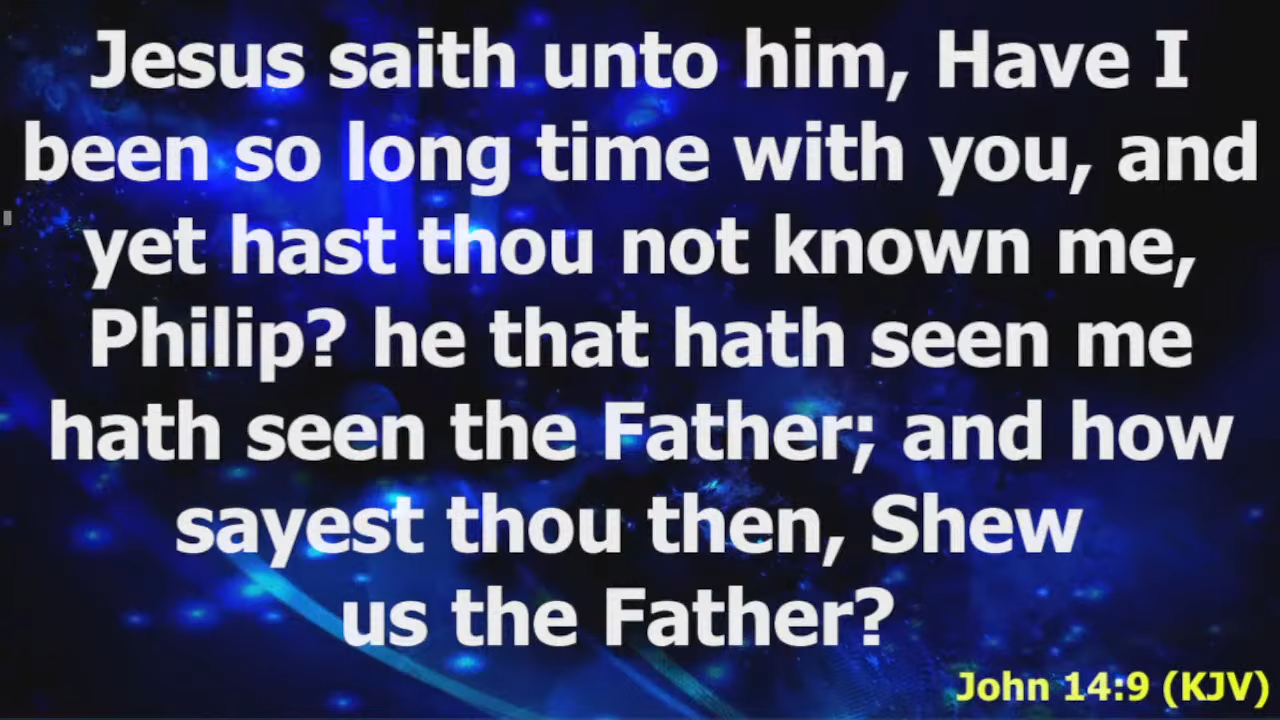 Jesus saith unto him, Have I
been so long time with you, and
yet hast thou not known me,
Philip? he that hath seen me
hath seen the Father; and how
sayest thou then, Shew
us the Father?
John 14:9 (KJV)